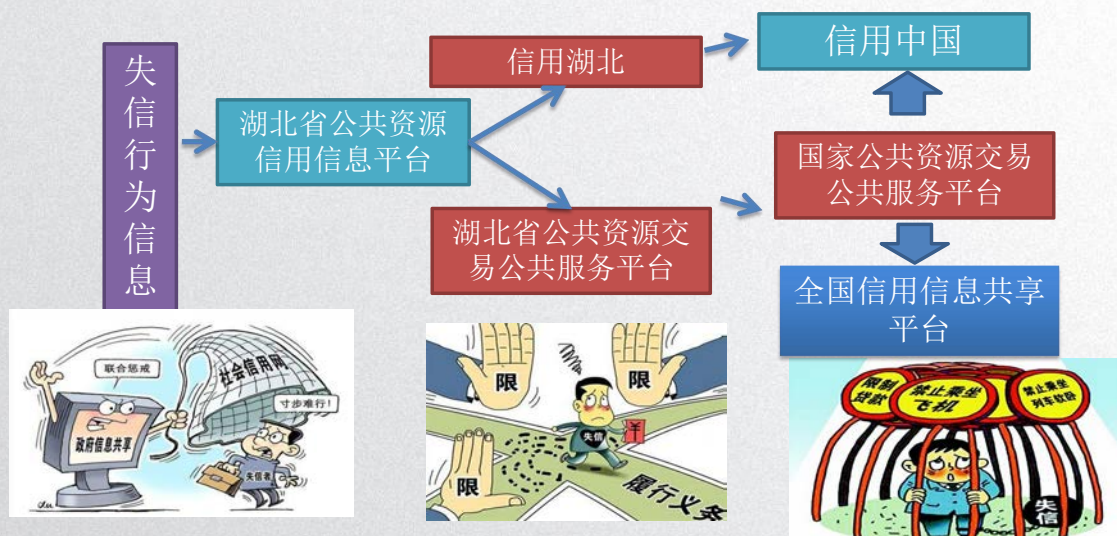 失信行为信息
湖北省公共资源
信用信息平台
信用湖北
湖北省公共资源交
易公共服务平台
信用中国
国家公共资源交易
公共服务平台
全国信用信息共享
平台
联合惩戒
社会信用网
寸步难行!
政府信息共享
失信者
限
限
失信
限
履行义务
限制
贷款
禁止乘坐
飞机
禁止乘坐
列车软卧
失信